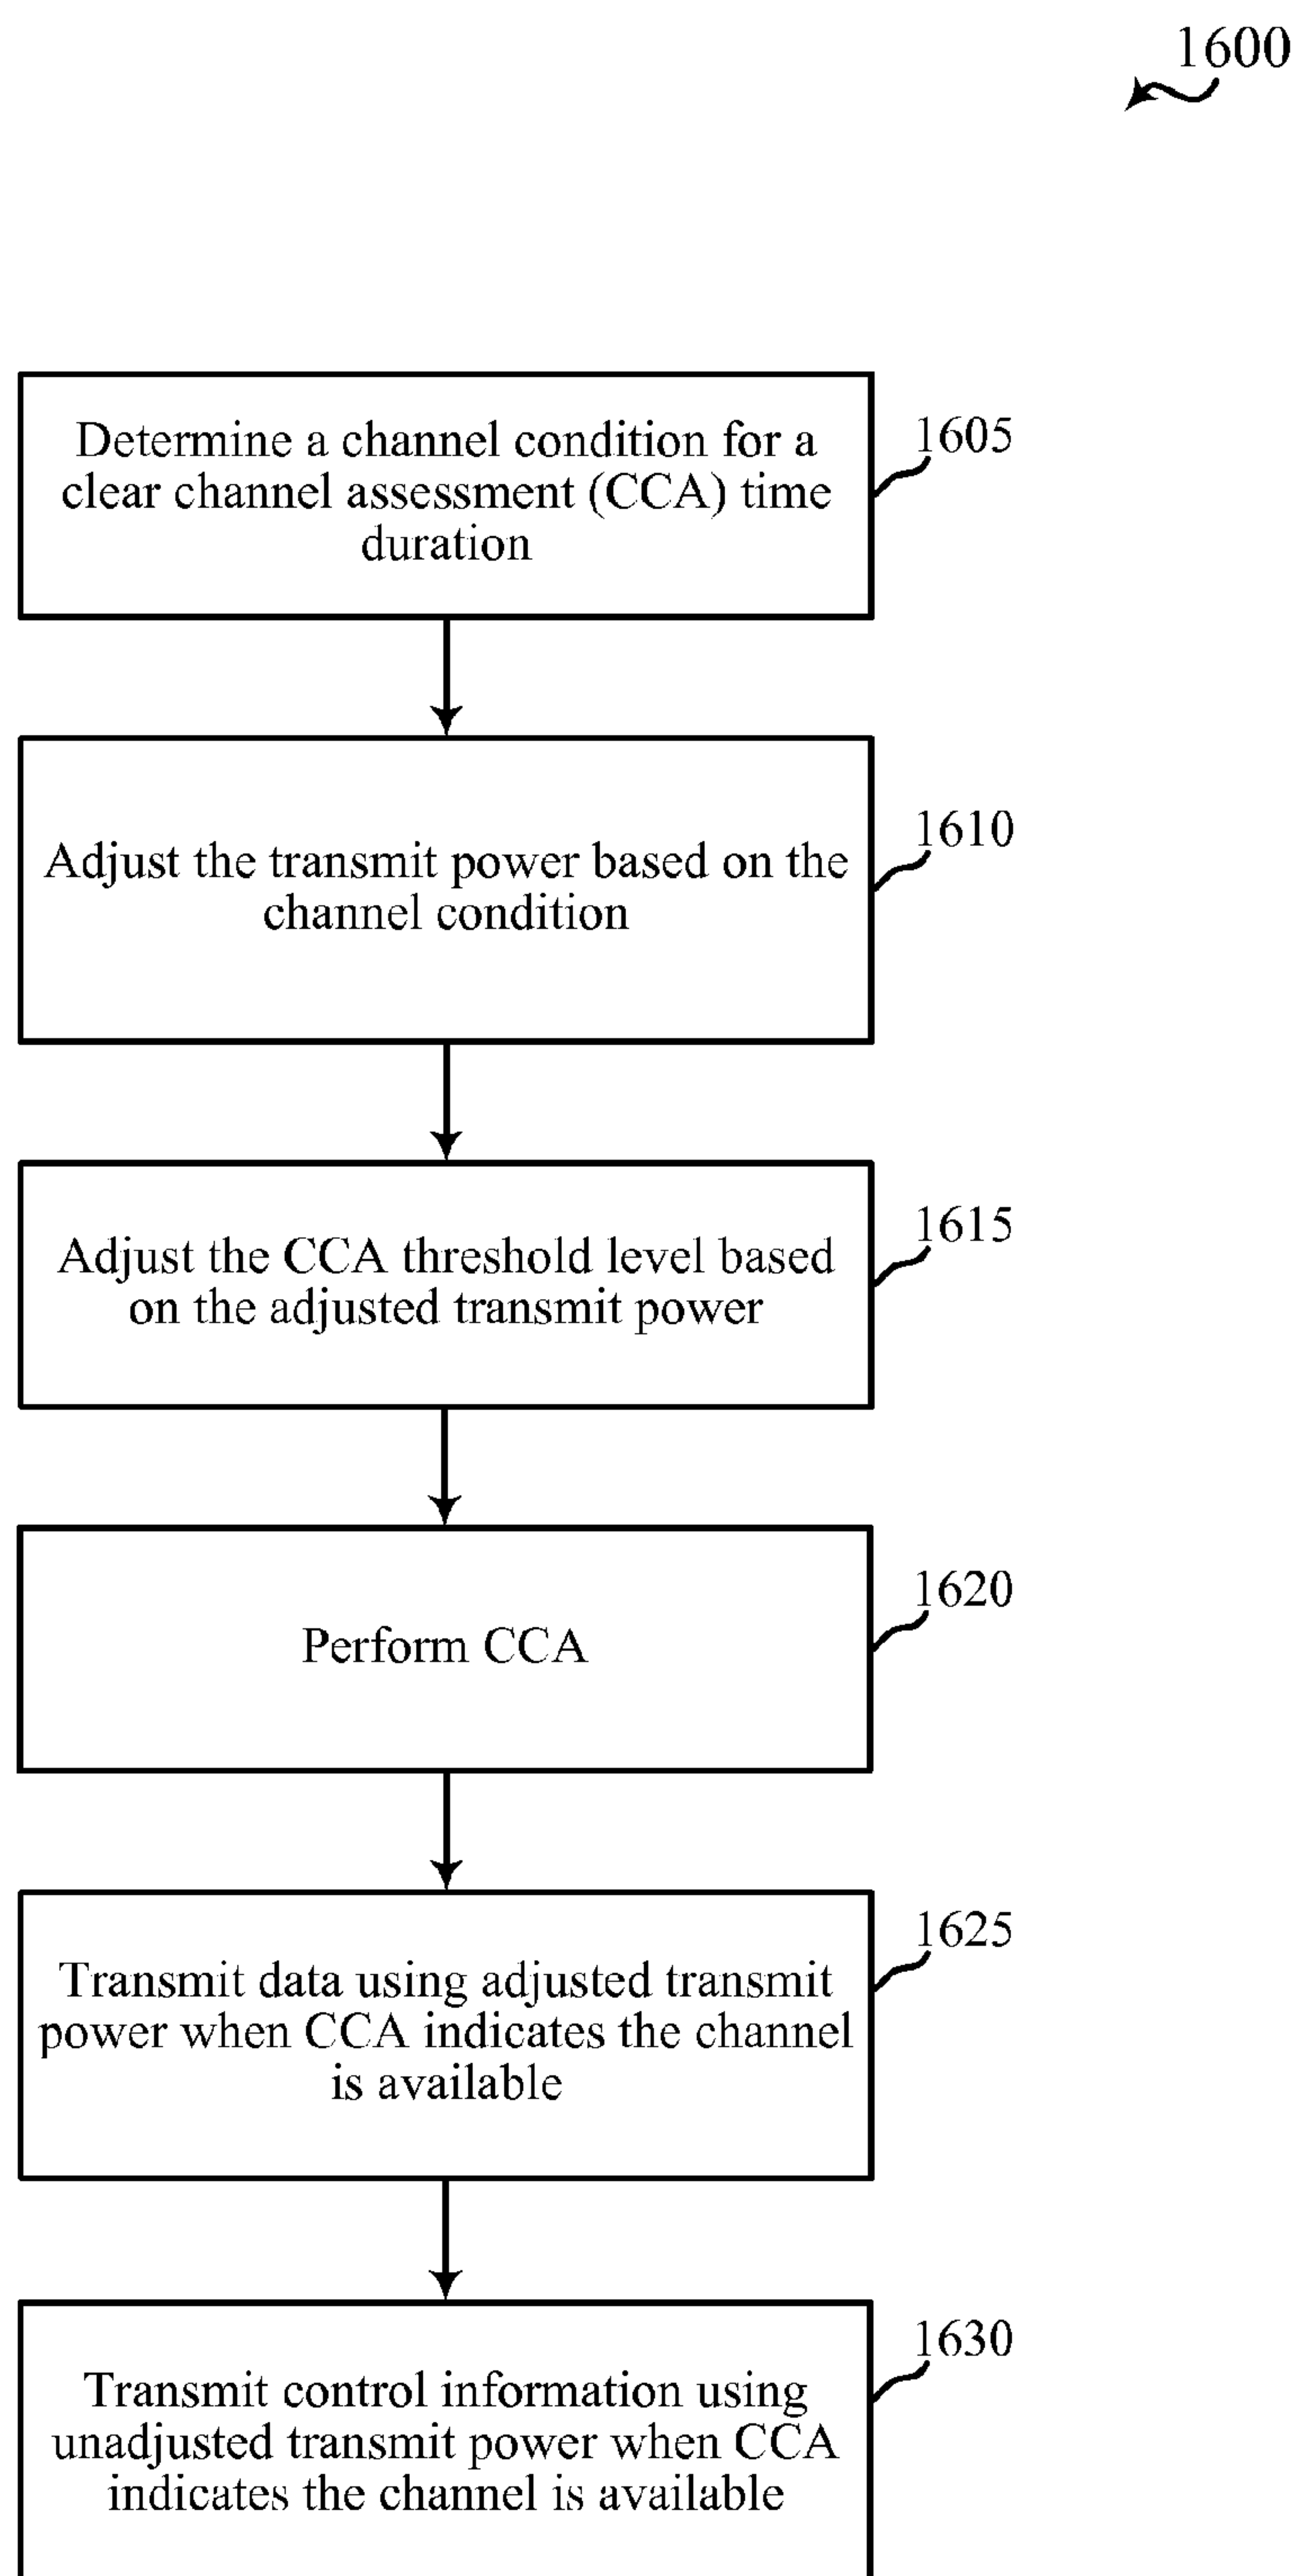 1600
Determine a channel condition for a
clear channel assessment (CCA) time
duration
1605
Adjust the transmit power based on the
channel condition
1610
Adjust the CCA threshold level based
on the adjusted transmit power
1615
Perform CCA
1620
Transmit data using adjusted transmit
power when CCA indicates the channel
is available
1625
Transmit control information using
unadjusted transmit power when CCA
indicates the channel is available
1630